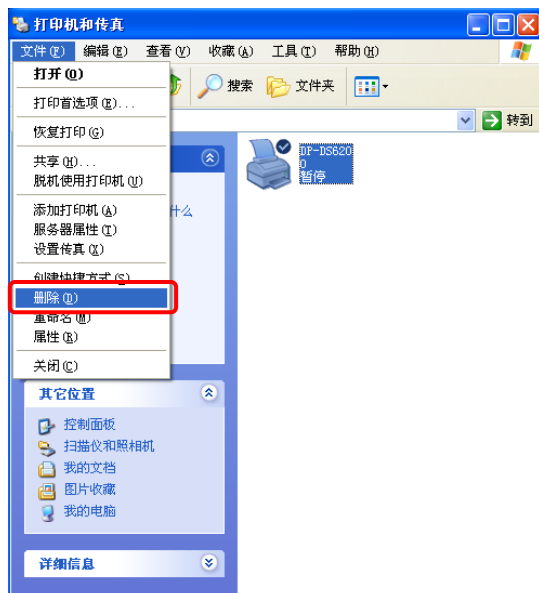 打印机和传真
文件(F) 编辑(E) 查看(V) 收藏(A) 工具(T) 帮助(H)
打开(O)
搜索 文件夹
打印首选项(E)...
转到
恢复打印(G)
共享(H)...
脱机使用打印机(U)
DP-DS620
0
暂停
添加打印机(A)
什么
服务器属性(T)
设置传真(X)
创建快捷方式(S)
删除(D)
重命名(M)
属性(R)
关闭(C)
其它位置
控制面板
扫描仪和照相机
我的文档
图片收藏
我的电脑
详细信息